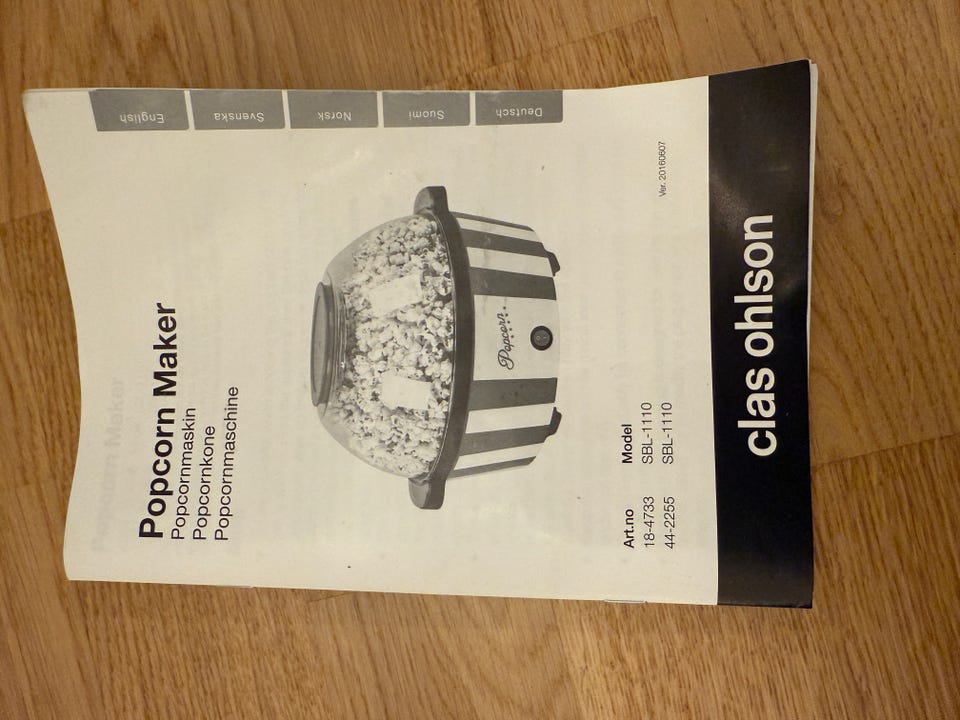 English
Svenska
Norsk
Suomi
Deutsch
Popcorn Maker
Popcornmaskin
Popcornkone
Popcornmaschine
Popcorn
Art.no Model
18-4733 SBL-1110
44-2255 SBL-1110
Ver. 20160607
clas ohlson